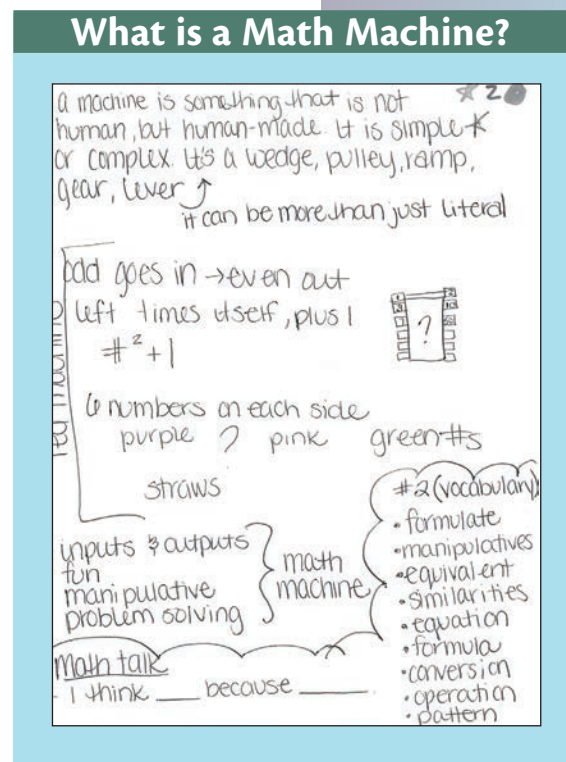 What is a Math Machine?
a machine is something that is not
human, but human-made. It is simple
or complex. It's a wedge, pulley, ramp,
gear, lever
it can be more than just literal
odd goes in → even out
left times itself, plus 1
#² + 1
?
6 numbers on each side
purple ? pink green #s
straws
inputs & outputs
fun
manipulative
problem solving
math
machine
#2 (vocabulary)
• formulate
• manipulatives
• equivalent
• similarities
• equation
• formula
• conversion
• operation
• pattern
Math talk
- I think ___ because ____.